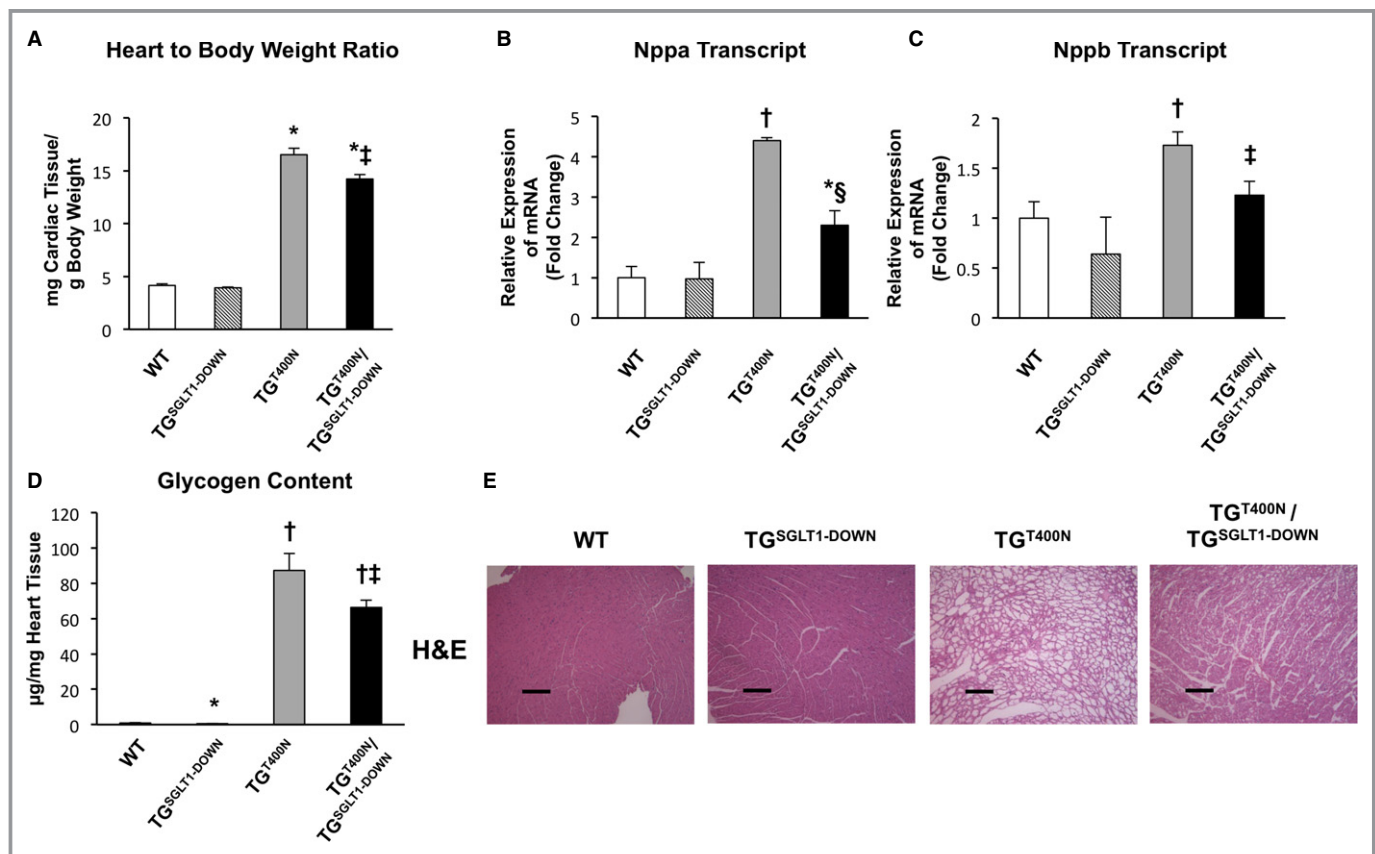 A
Heart to Body Weight Ratio
mg Cardiac Tissue/
g Body Weight
20
15
10
5
0
*
*‡
WT
TGSGLT1-DOWN
TGT400N
TGT400N/
TGSGLT1-DOWN
B
Nppa Transcript
Relative Expression
of mRNA
(Fold Change)
5
4
3
2
1
0
†
*§
WT
TGSGLT1-DOWN
TGT400N
TGT400N/
TGSGLT1-DOWN
C
Nppb Transcript
Relative Expression
of mRNA
(Fold Change)
2
1.5
1
0.5
0
†
‡
WT
TGSGLT1-DOWN
TGT400N
TGT400N/
TGSGLT1-DOWN
D
Glycogen Content
µg/mg Heart Tissue
120
100
80
60
40
20
0
*
†
†‡
WT
TGSGLT1-DOWN
TGT400N
TGT400N/
TGSGLT1-DOWN
E
WT
TGSGLT1-DOWN
TGT400N
TGT400N /
TGSGLT1-DOWN
H&E